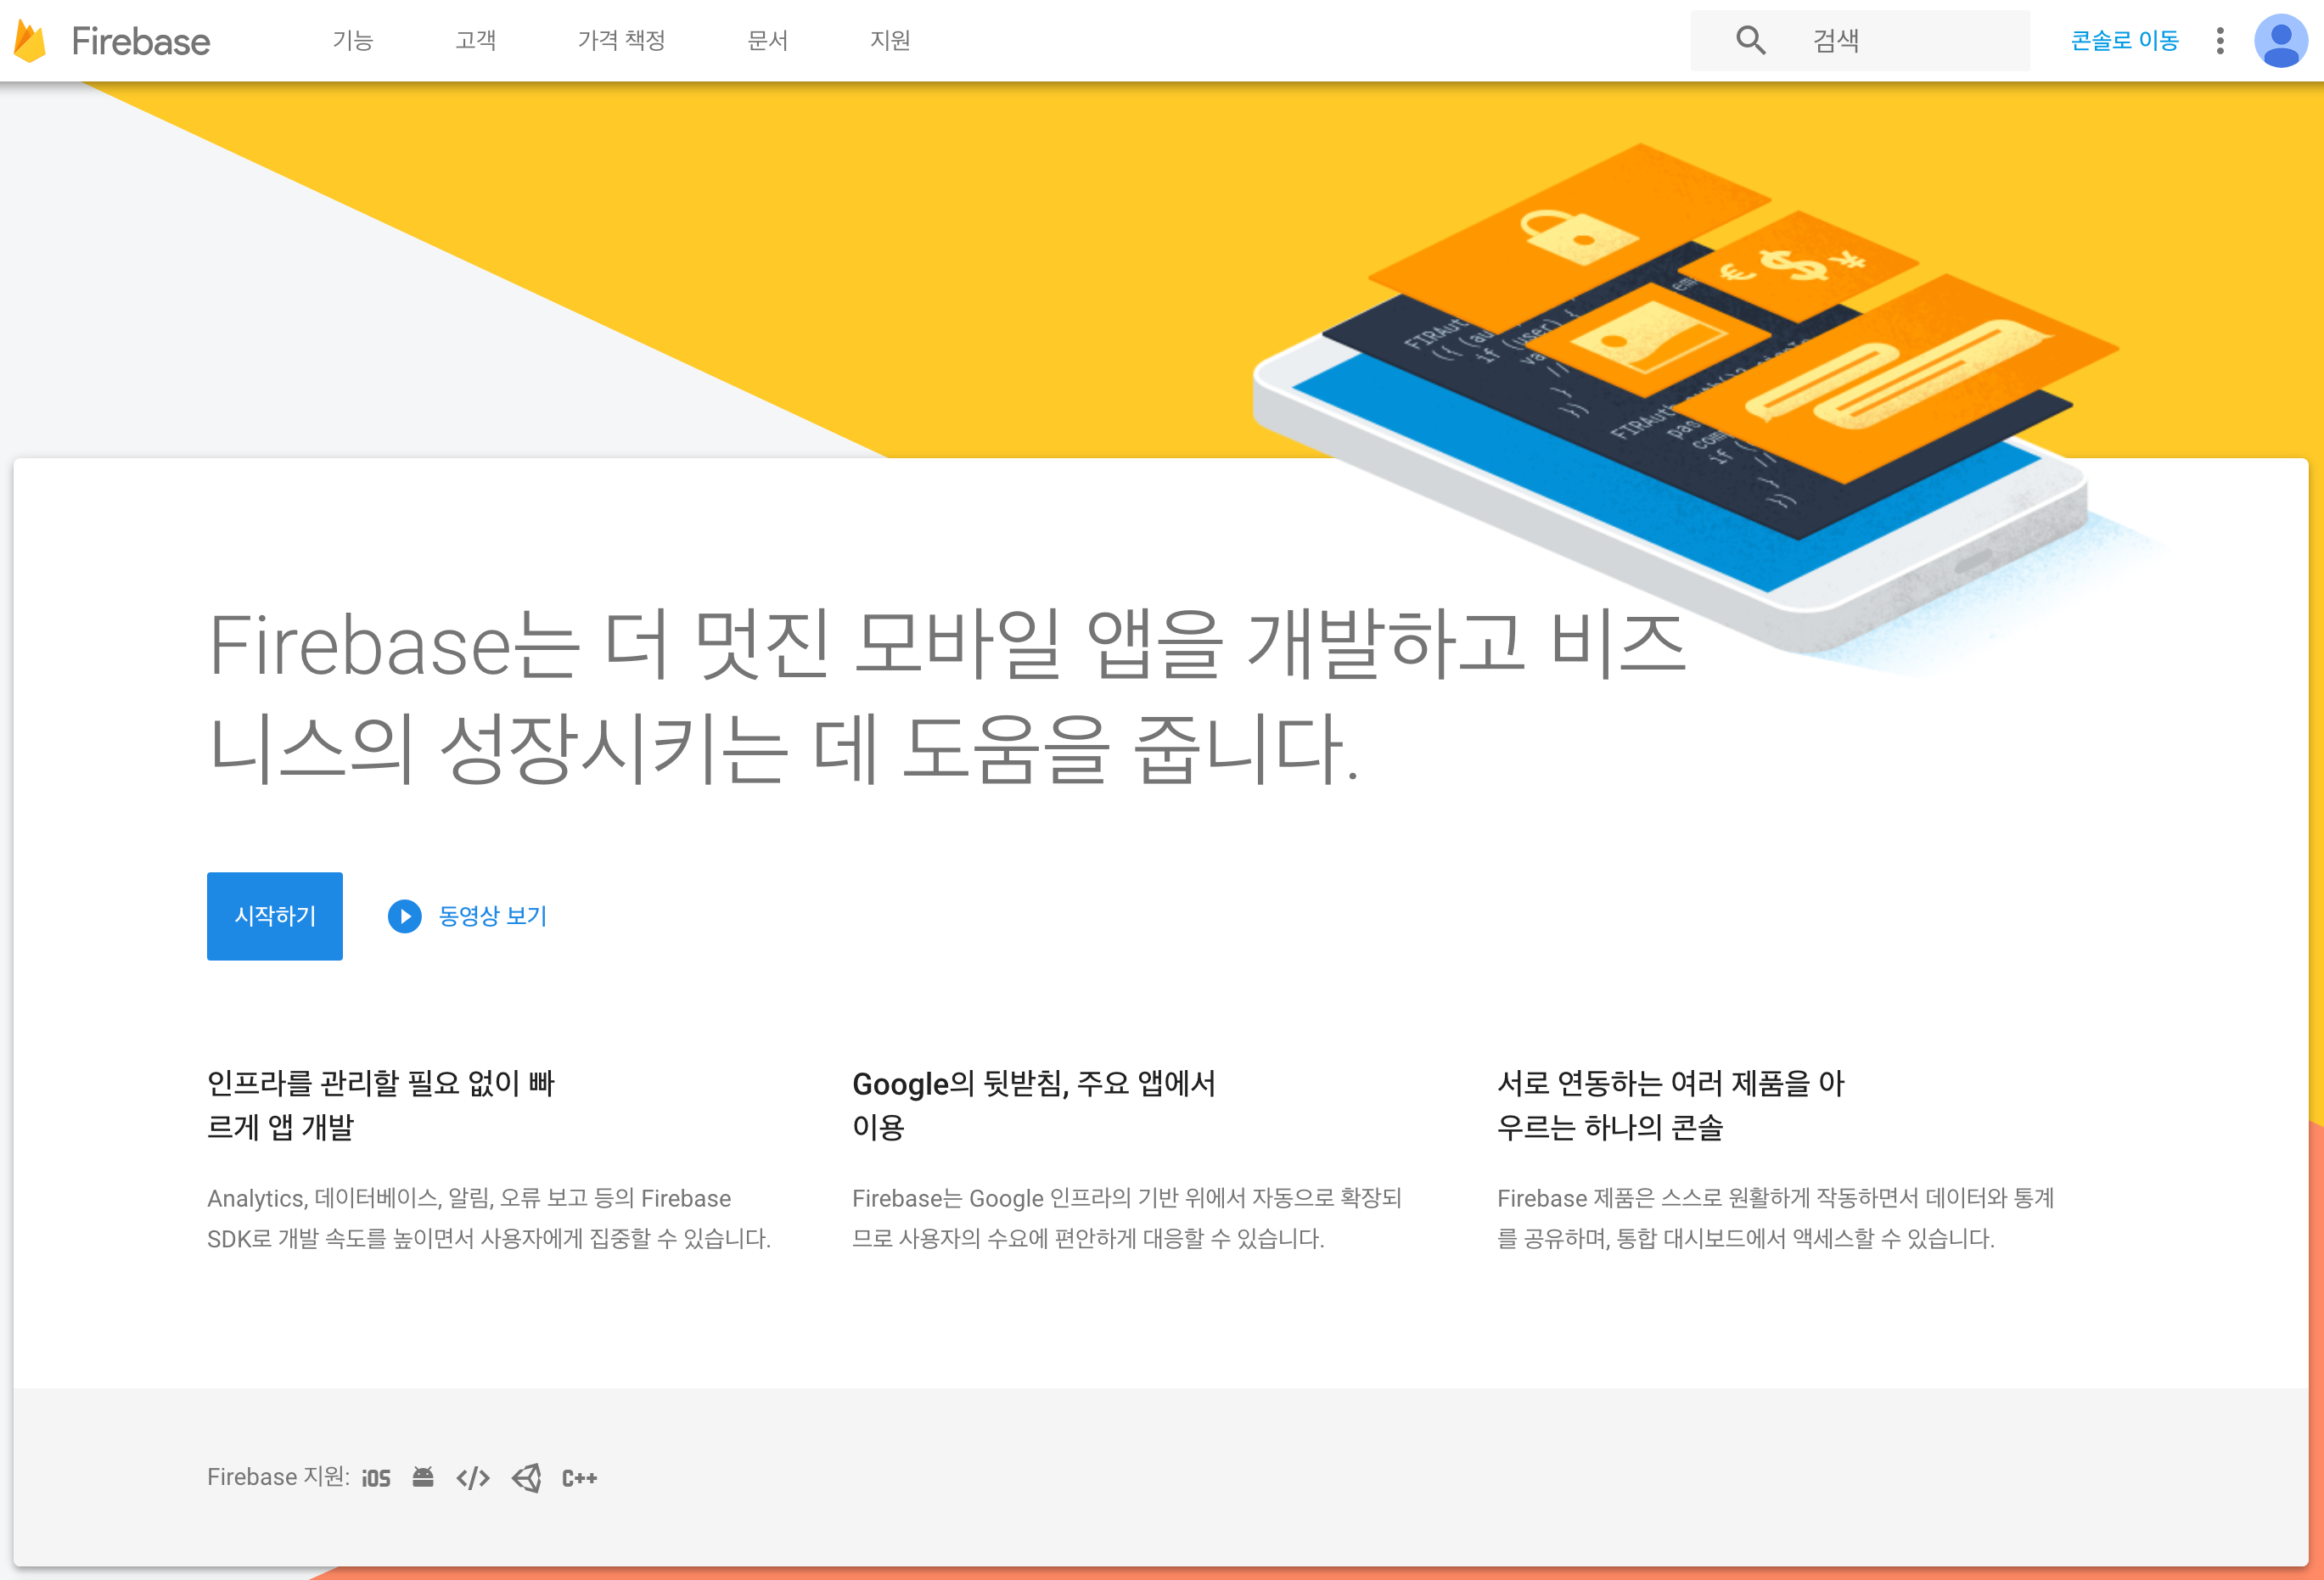 Firebase
기능 고객 가격 책정 문서 지원
검색
콘솔로 이동
Firebase는 더 멋진 모바일 앱을 개발하고 비즈
니스의 성장시키는 데 도움을 줍니다.
시작하기
동영상 보기
인프라를 관리할 필요 없이 빠
르게 앱 개발
Analytics, 데이터베이스, 알림, 오류 보고 등의 Firebase
SDK로 개발 속도를 높이면서 사용자에게 집중할 수 있습니다.
Google의 뒷받침, 주요 앱에서
이용
Firebase는 Google 인프라의 기반 위에서 자동으로 확장되
므로 사용자의 수요에 편안하게 대응할 수 있습니다.
서로 연동하는 여러 제품을 아
우르는 하나의 콘솔
Firebase 제품은 스스로 원활하게 작동하면서 데이터와 통계
를 공유하며, 통합 대시보드에서 액세스할 수 있습니다.
Firebase 지원: iOS </> C++